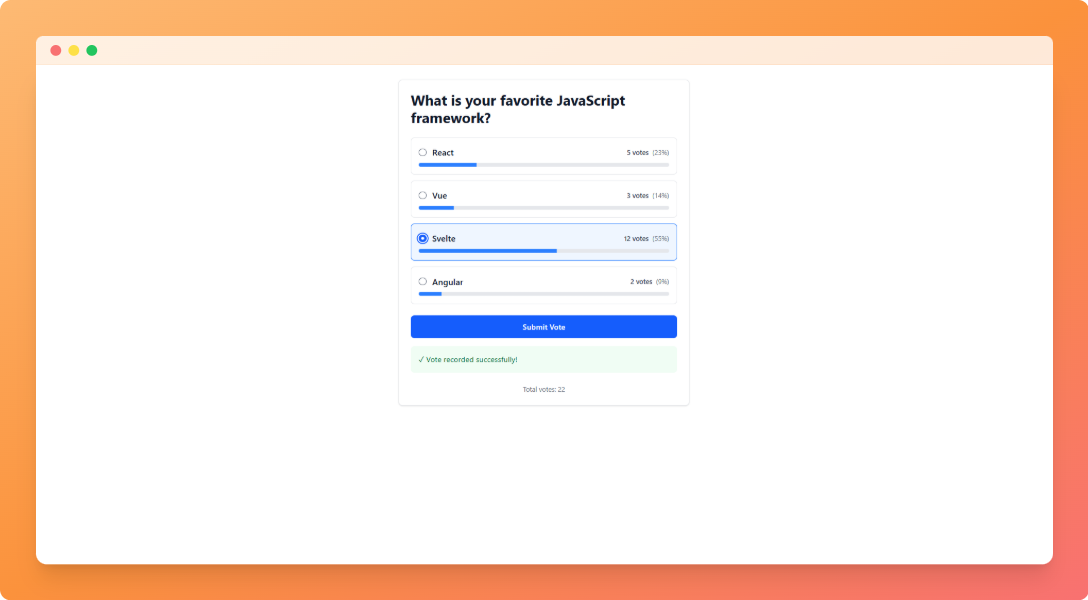 What is your favorite JavaScript
framework?
React 5 votes (23%)
Vue 3 votes (14%)
Svelte 12 votes (55%)
Angular 2 votes (9%)
Submit Vote
✓ Vote recorded successfully!
Total votes: 22